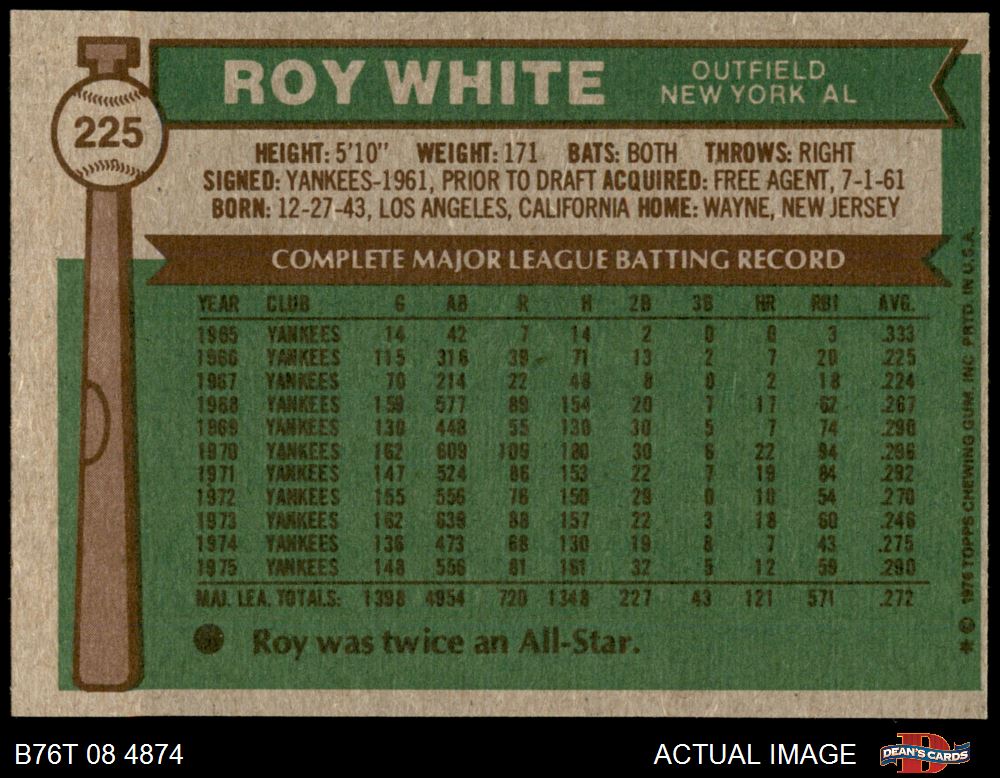 ROY WHITE
OUTFIELD
NEW YORK AL
225
HEIGHT: 5'10" WEIGHT: 171 BATS: BOTH THROWS: RIGHT
SIGNED: YANKEES-1961, PRIOR TO DRAFT ACQUIRED: FREE AGENT, 7-1-61
BORN: 12-27-43, LOS ANGELES, CALIFORNIA HOME: WAYNE, NEW JERSEY
COMPLETE MAJOR LEAGUE BATTING RECORD
YEAR CLUB G AB R H 2B 3B HR RBI AVG.
1965 YANKEES 14 42 7 14 2 0 0 3 .333
1966 YANKEES 115 316 39 71 13 2 7 20 .225
1967 YANKEES 70 214 22 48 8 0 2 18 .224
1968 YANKEES 159 577 89 154 20 7 17 62 .267
1969 YANKEES 130 448 55 130 30 5 7 74 .290
1970 YANKEES 162 609 109 180 30 6 22 94 .296
1971 YANKEES 147 524 86 153 22 7 19 84 .292
1972 YANKEES 155 556 76 150 29 0 10 54 .270
1973 YANKEES 162 639 88 157 22 3 18 60 .246
1974 YANKEES 136 473 68 130 19 8 7 43 .275
1975 YANKEES 148 556 81 161 32 5 12 59 .290
MAJ. LEA. TOTALS: 1398 4954 720 1348 227 43 121 571 .272
Roy was twice an All-Star.
* © 1976 TOPPS CHEWING GUM, INC. PRTD. IN U.S.A.
B76T 08 4874
ACTUAL IMAGE
D
DEAN'S CARDS